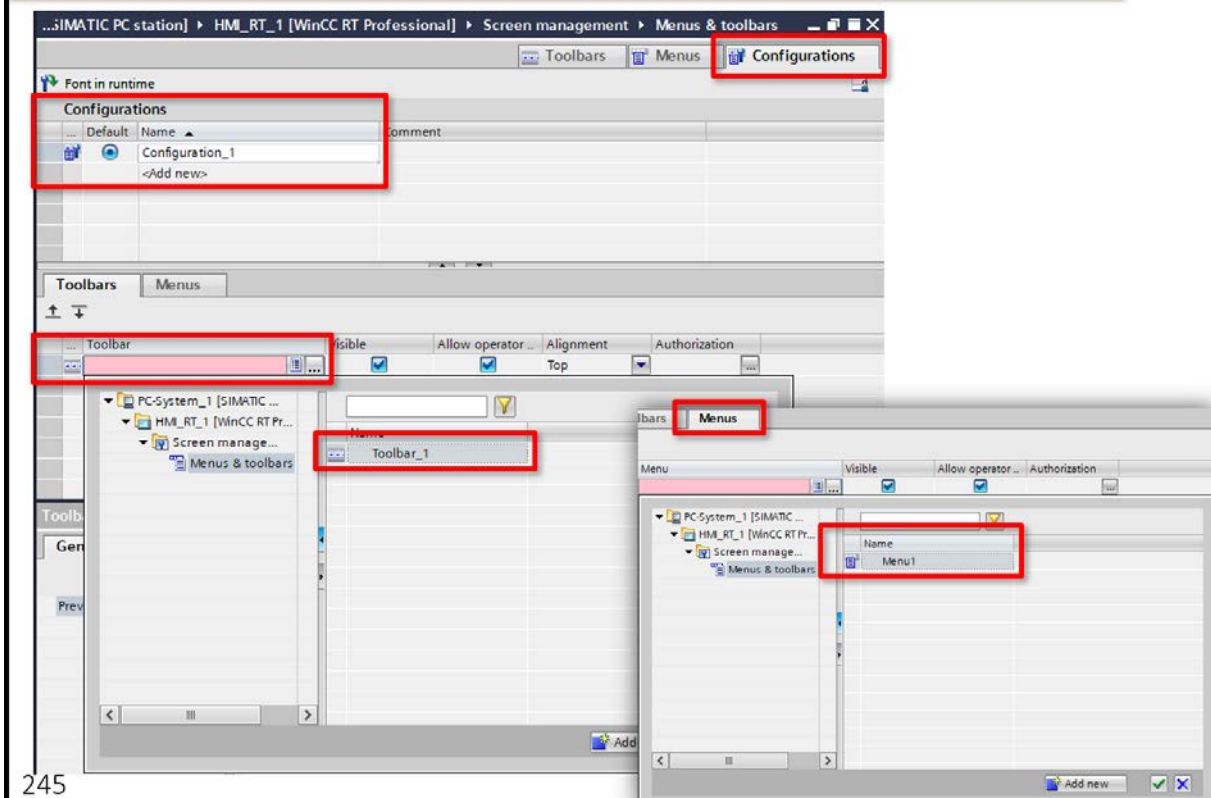 ...SIMATIC PC station] ▸ HMI_RT_1 [WinCC RT Professional] ▸ Screen management ▸ Menus & toolbars
Toolbars Menus Configurations
Font in runtime
Configurations
... Default Name Comment
Configuration_1
<Add new>
Toolbars Menus
... Toolbar Visible Allow operator ... Alignment Authorization
Top
PC-System_1 [SIMATIC ...
HMI_RT_1 [WinCC RT Pr...
Screen manage...
Menus & toolbars
Name
Toolbar_1
Toolb
Gen
Prev
Add
lbars Menus
Menu Visible Allow operator ... Authorization
PC-System_1 [SIMATIC ...
HMI_RT_1 [WinCC RT Pr...
Screen manage...
Menus & toolbars
Name
Menu1
Add new
245